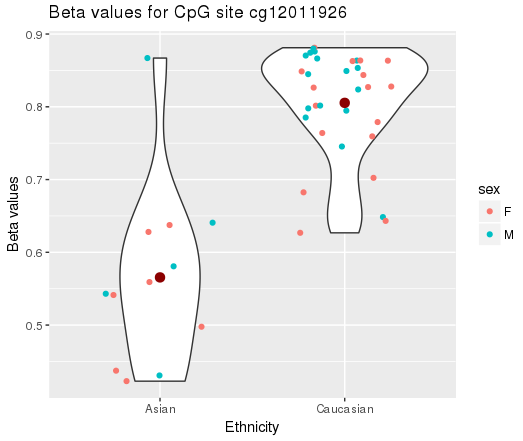 Beta values for CpG site cg12011926
0.9
0.8
0.7
0.6
0.5
Beta values
Asian
Caucasian
Ethnicity
sex
F
M